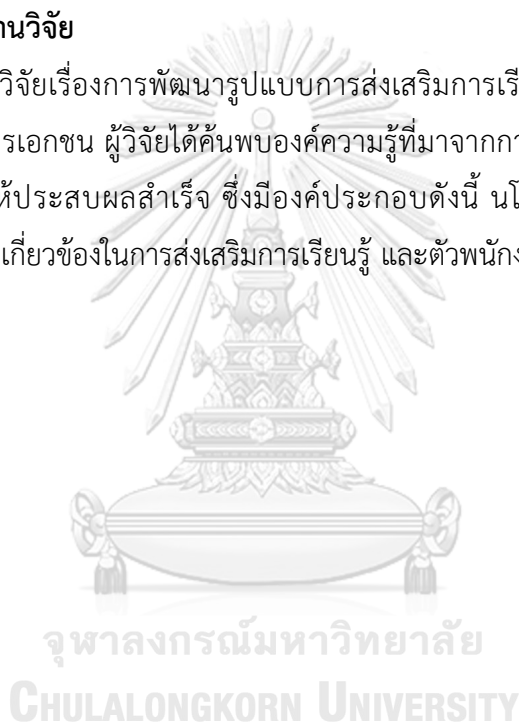 านวิจัย
วิจัยเรื่องการพัฒนารูปแบบการส่งเสริมการเรี
รเอกชน ผู้วิจัยได้ค้นพบองค์ความรู้ที่มาจากกา
ห้ประสบผลสำเร็จ ซึ่งมีองค์ประกอบดังนี้ นโ
เกี่ยวข้องในการส่งเสริมการเรียนรู้ และตัวพนักง
จุฬาลงกรณ์มหาวิทยาลัย
CHULALONGKORN UNIVERSITY